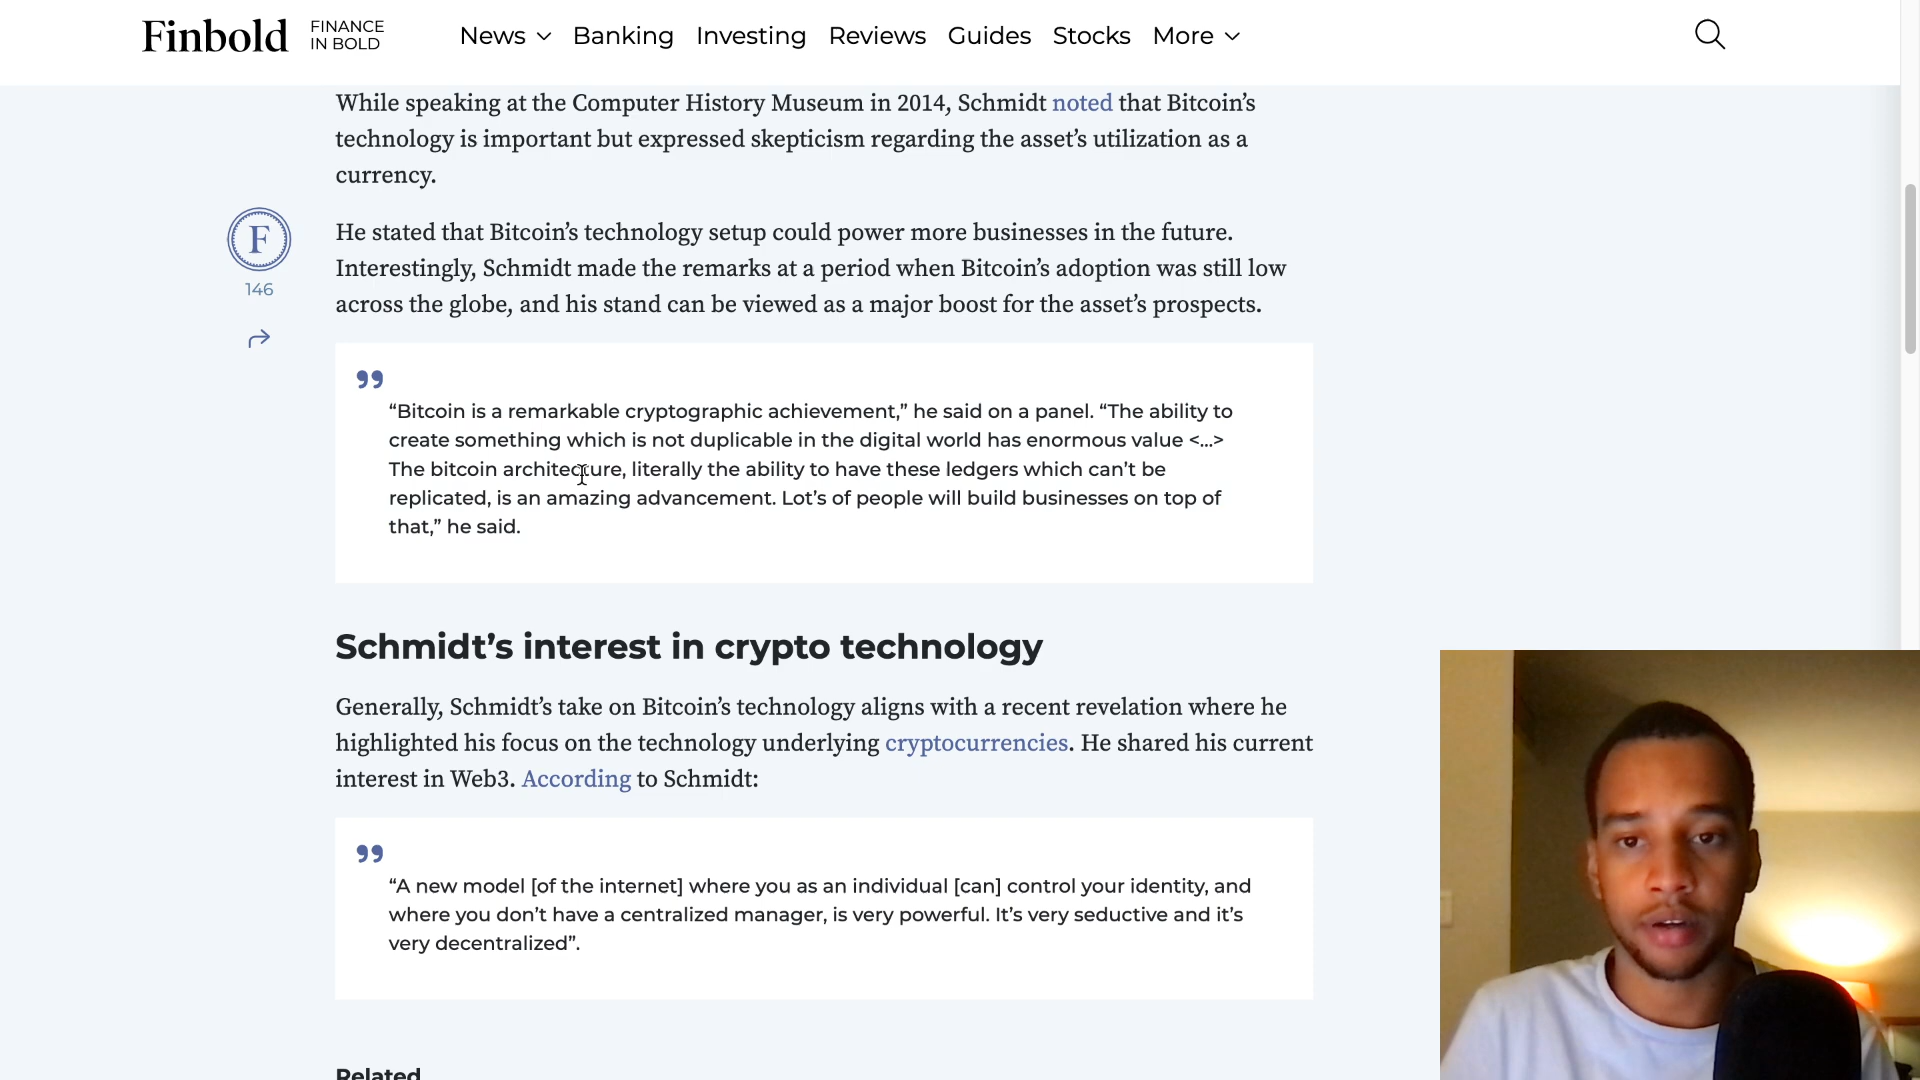 Finbold
FINANCE
IN BOLD
News
Banking
Investing
Reviews
Guides
Stocks
More
While speaking at the Computer History Museum in 2014, Schmidt noted that Bitcoin’s
technology is important but expressed skepticism regarding the asset’s utilization as a
currency.
F
146
He stated that Bitcoin’s technology setup could power more businesses in the future.
Interestingly, Schmidt made the remarks at a period when Bitcoin’s adoption was still low
across the globe, and his stand can be viewed as a major boost for the asset’s prospects.
”
“Bitcoin is a remarkable cryptographic achievement,” he said on a panel. “The ability to
create something which is not duplicable in the digital world has enormous value <...>
The bitcoin architecture, literally the ability to have these ledgers which can’t be
replicated, is an amazing advancement. Lot’s of people will build businesses on top of
that,” he said.
Schmidt’s interest in crypto technology
Generally, Schmidt’s take on Bitcoin’s technology aligns with a recent revelation where he
highlighted his focus on the technology underlying cryptocurrencies. He shared his current
interest in Web3. According to Schmidt:
”
“A new model [of the internet] where you as an individual [can] control your identity, and
where you don’t have a centralized manager, is very powerful. It’s very seductive and it’s
very decentralized”.
Related